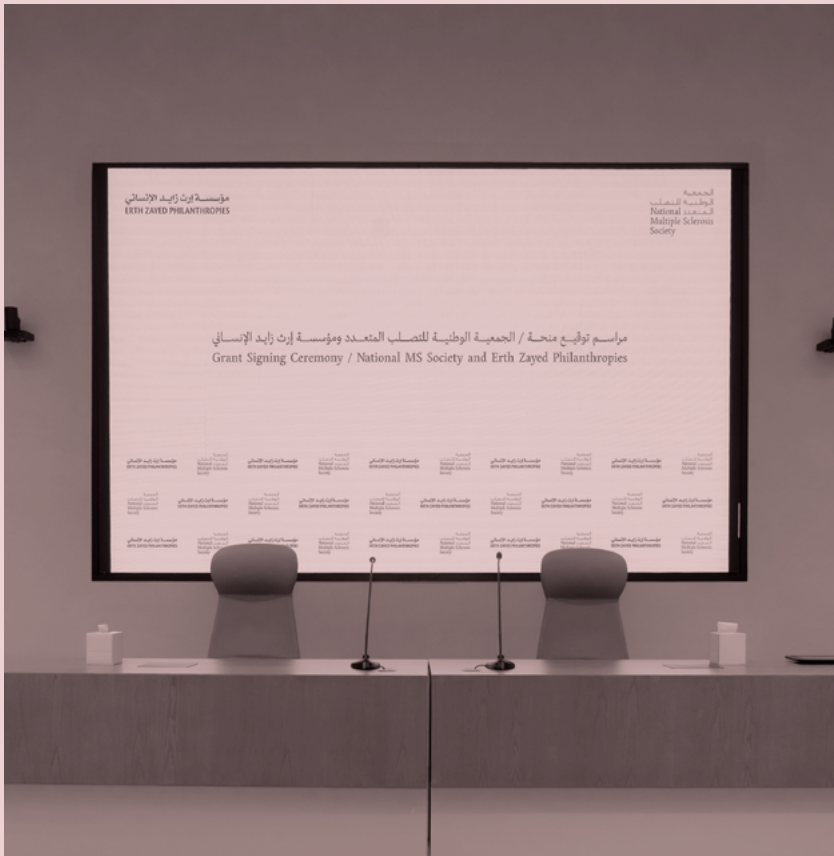 مؤسسة إرث زايد الإنساني
ERTH ZAYED PHILANTHROPIES
الجمعية
الوطنية للتصلب
المتعدد National
Multiple Sclerosis
Society
مراسم توقيع منحة / الجمعية الوطنية للتصلب المتعدد ومؤسسة إرث زايد الإنساني
Grant Signing Ceremony / National MS Society and Erth Zayed Philanthropies